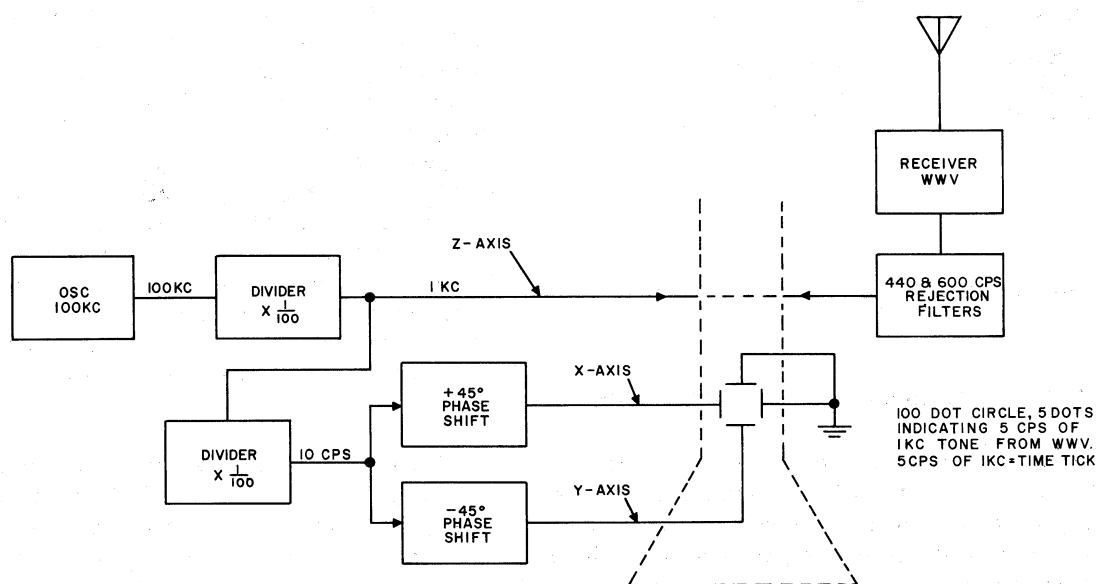 RECEIVER
WWV
Z-AXIS
OSC
100KC
100KC
DIVIDER
X 1/100
1 KC
440 & 600 CPS
REJECTION
FILTERS
+45°
PHASE
SHIFT
X-AXIS
100 DOT CIRCLE, 5 DOTS
INDICATING 5 CPS OF
1KC TONE FROM WWV.
5CPS OF 1KC=TIME TICK
DIVIDER
X 1/100
10 CPS
-45°
PHASE
SHIFT
Y-AXIS